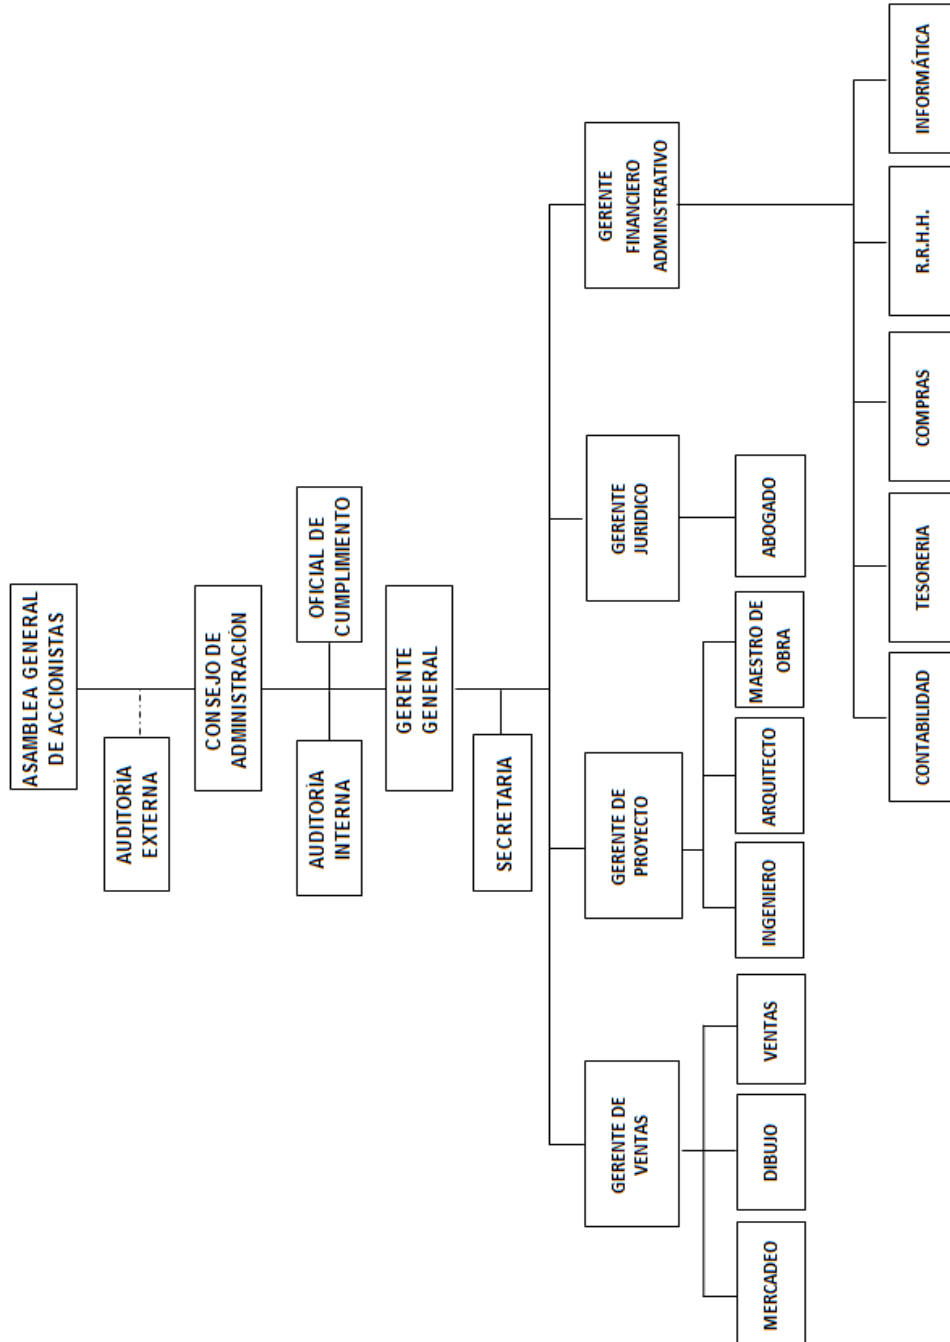 ASAMBLEA GENERAL
DE ACCIONISTAS
AUDITORÌA
EXTERNA
CONSEJO DE
ADMINISTRACIÓN
AUDITORÌA
INTERNA
OFICIAL DE
CUMPLIMIENTO
GERENTE
GENERAL
SECRETARIA
GERENTE DE
VENTAS
GERENTE DE
PROYECTO
GERENTE
JURIDICO
GERENTE
FINANCIERO
ADMINSTRATIVO
MERCADEO
DIBUJO
VENTAS
INGENIERO
ARQUITECTO
MAESTRO DE
OBRA
ABOGADO
CONTABILIDAD
TESORERIA
COMPRAS
R.R.H.H.
INFORMÁTICA